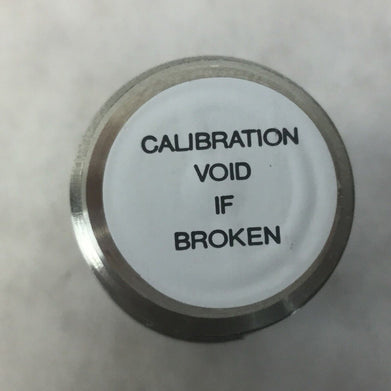 CALIBRATION
VOID
IF
BROKEN